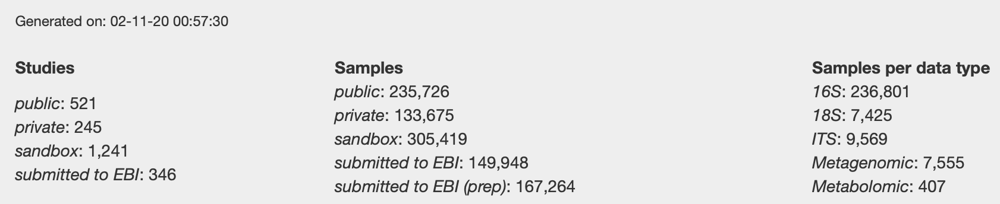 Generated on: 02-11-20 00:57:30
Studies
public: 521
private: 245
sandbox: 1,241
submitted to EBI: 346
Samples
public: 235,726
private: 133,675
sandbox: 305,419
submitted to EBI: 149,948
submitted to EBI (prep): 167,264
Samples per data type
16S: 236,801
18S: 7,425
ITS: 9,569
Metagenomic: 7,555
Metabolomic: 407